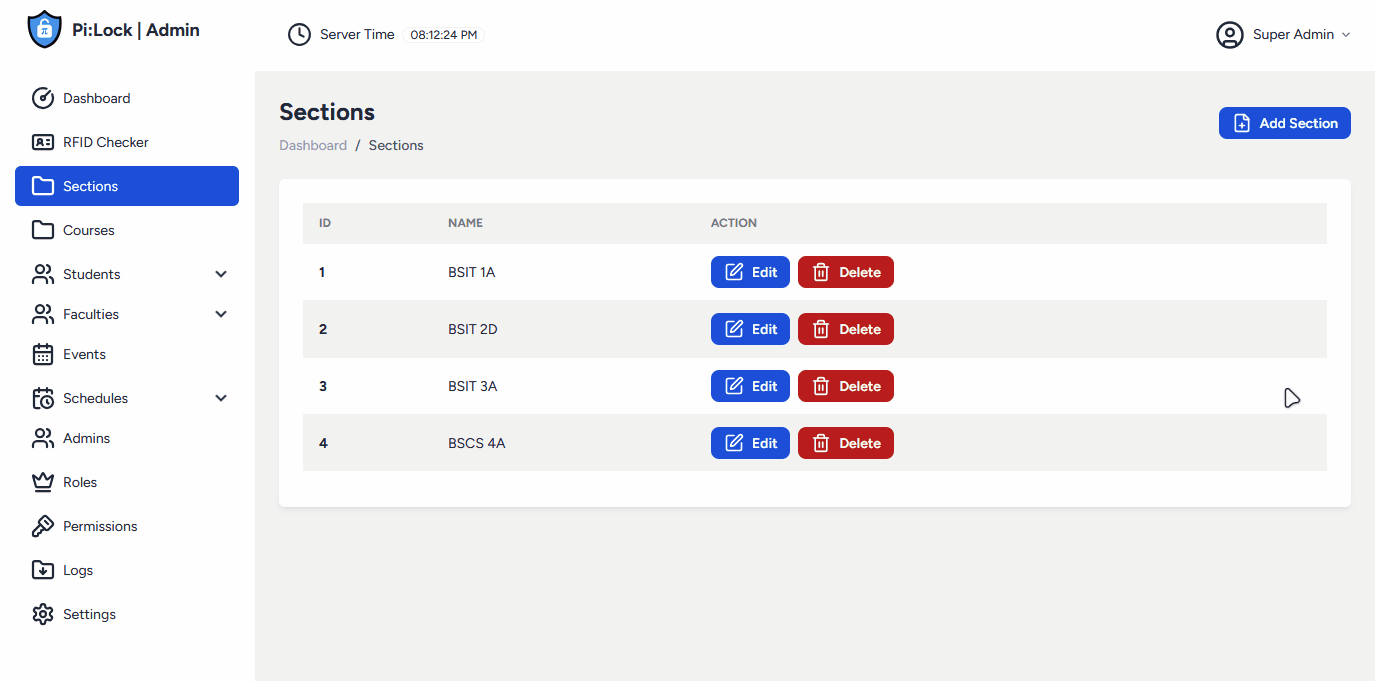 Pi:Lock | Admin
Server Time 08:12:24 PM
Super Admin
Dashboard
RFID Checker
Sections
Courses
Students
Faculties
Events
Schedules
Admins
Roles
Permissions
Logs
Settings
Sections
Dashboard / Sections
Add Section
ID NAME ACTION
1 BSIT 1A Edit Delete
2 BSIT 2D Edit Delete
3 BSIT 3A Edit Delete
4 BSCS 4A Edit Delete